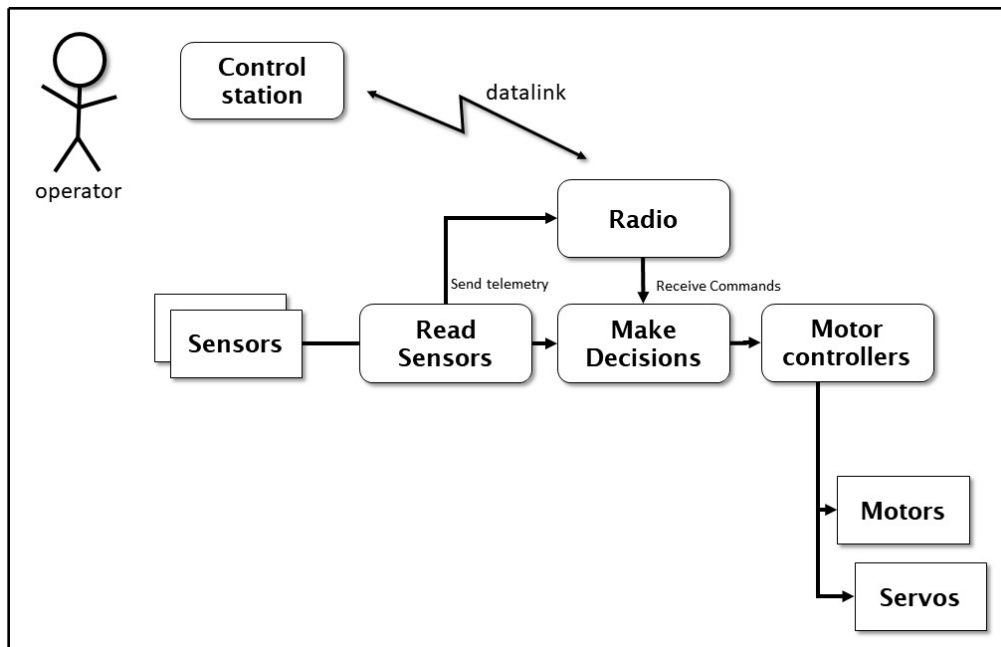 Control
station
datalink
operator
Radio
Send telemetry
Receive Commands
Sensors
Read
Sensors
Make
Decisions
Motor
controllers
Motors
Servos